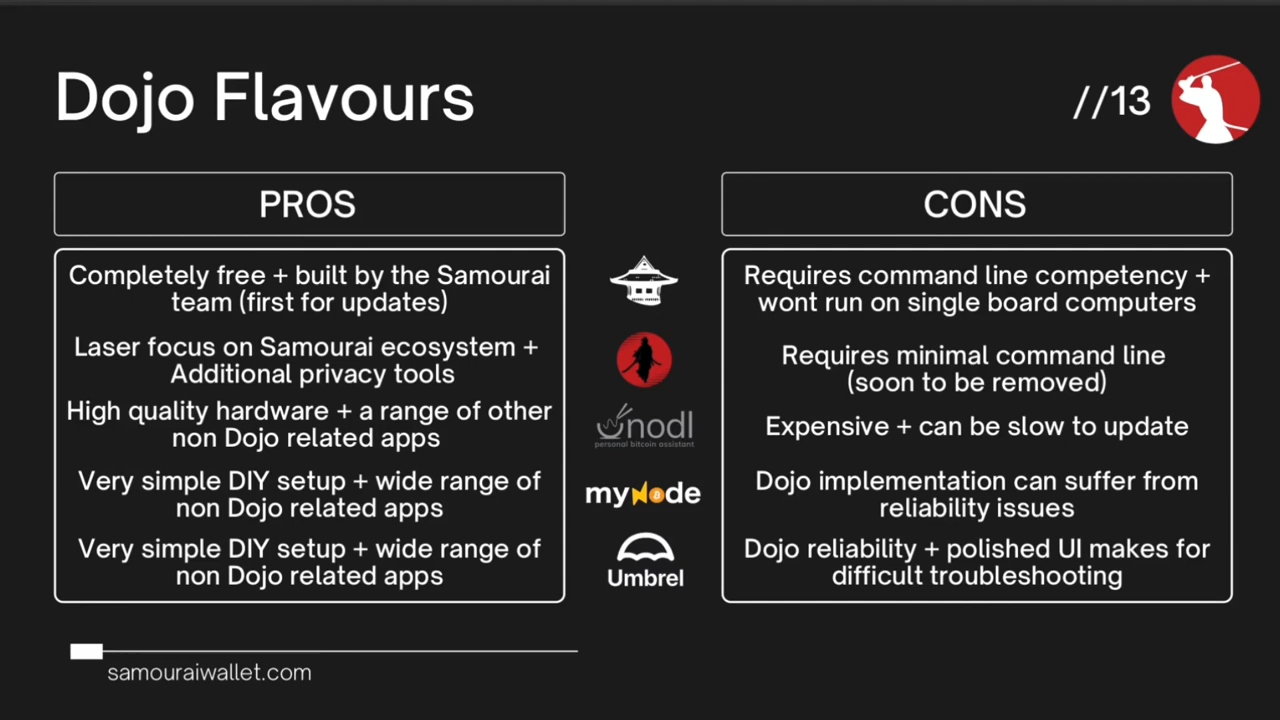 Dojo Flavours
//13
PROS
CONS
Completely free + built by the Samourai
team (first for updates)
Requires command line competency +
wont run on single board computers
Laser focus on Samourai ecosystem +
Additional privacy tools
Requires minimal command line
(soon to be removed)
High quality hardware + a range of other
non Dojo related apps
nodl
personal bitcoin assistant
Expensive + can be slow to update
Very simple DIY setup + wide range of
non Dojo related apps
myNode
Dojo implementation can suffer from
reliability issues
Very simple DIY setup + wide range of
non Dojo related apps
Umbrel
Dojo reliability + polished UI makes for
difficult troubleshooting
samouraiwallet.com